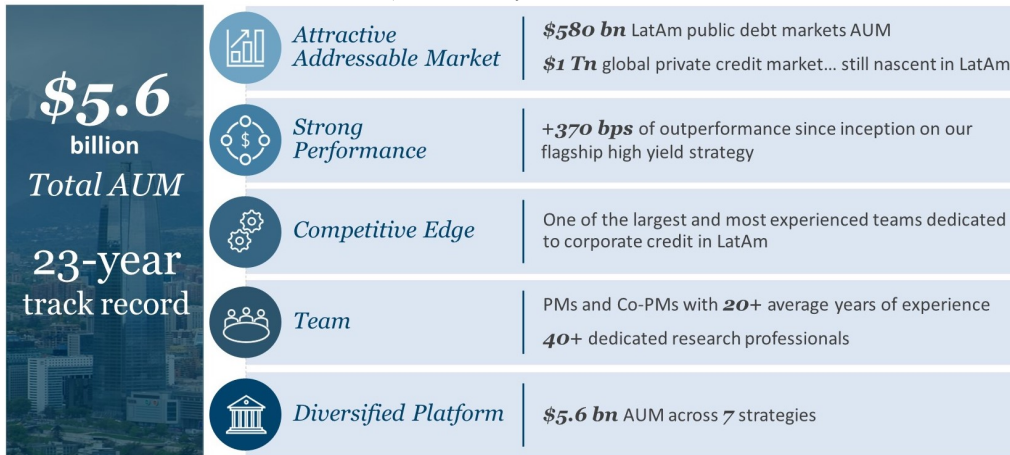 $5.6
billion
Total AUM
23-year
track record
Attractive
Addressable Market
$580 bn LatAm public debt markets AUM
$1 Tn global private credit market... still nascent in LatAm
Strong
Performance
+370 bps of outperformance since inception on our
flagship high yield strategy
Competitive Edge
One of the largest and most experienced teams dedicated
to corporate credit in LatAm
Team
PMs and Co-PMs with 20+ average years of experience
40+ dedicated research professionals
Diversified Platform
$5.6 bn AUM across 7 strategies